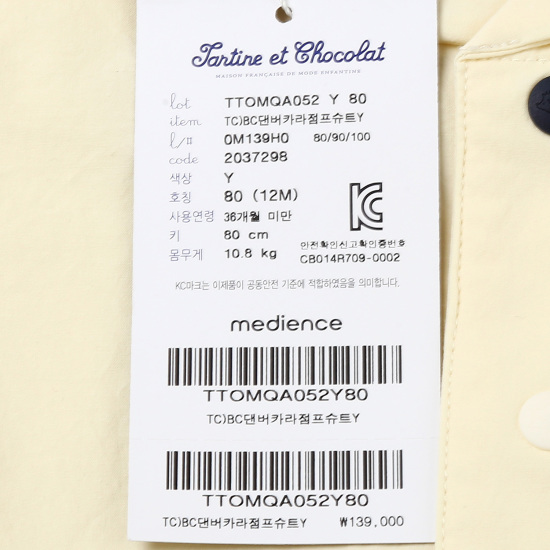 Tartine et Chocolat
MAISON FRANÇAISE DE MODE ENFANTINE
lot TTOMQA052 Y 80
item TC)BC댄버카라점프슈트Y
l/n 0M139H0 80/90/100
code 2037298
색상 Y
호칭 80 (12M)
사용연령 36개월 미만
키 80 cm
몸무게 10.8 kg
안전확인신고확인증번호
CB014R709-0002
KC마크는 이제품이 공동안전 기준에 적합하였음을 의미합니다.
medience
TTOMQA052Y80
TC)BC댄버카라점프슈트Y
TTOMQA052Y80
TC)BC댄버카라점프슈트Y ₩139,000